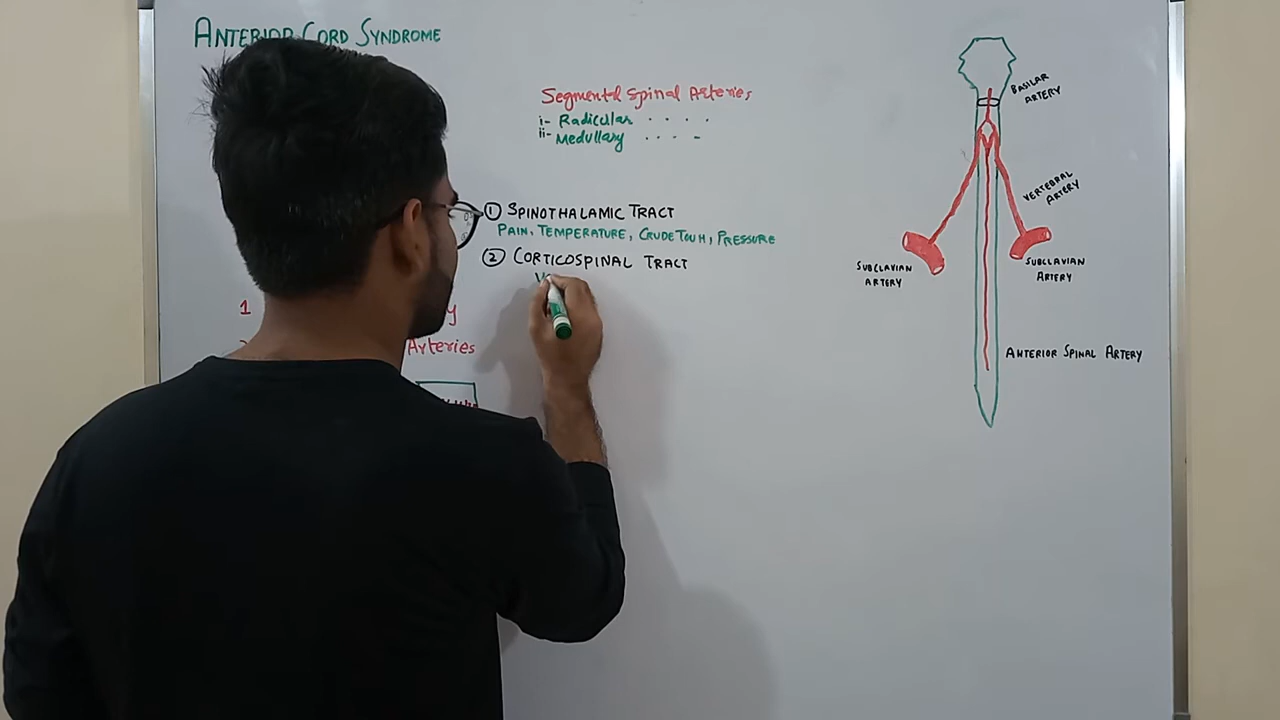 ANTERIOR CORD SYNDROME
Segmental Spinal Arteries
i- Radicular . . . .
ii- Medullary . . . -
① SPINOTHALAMIC TRACT
PAIN, TEMPERATURE, CRUDE TOUH, PRESSURE
② CORTICOSPINAL TRACT
1
Arteries
BASILAR
ARTERY
VERTEBRAL
ARTERY
SUBCLAVIAN
ARTERY
SUBCLAVIAN
ARTERY
ANTERIOR SPINAL ARTERY